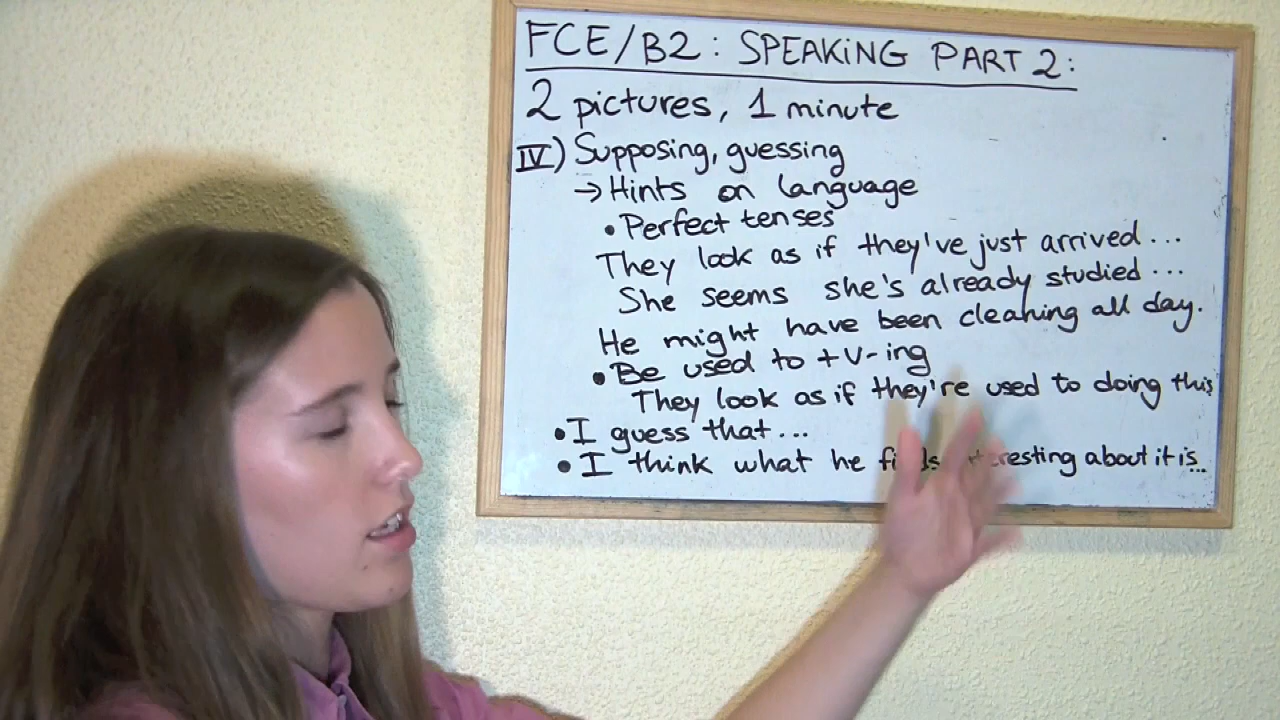 FCE/B2: SPEAKING PART 2:
2 pictures, 1 minute
IV) Supposing, guessing
→ Hints on language
• Perfect tenses
They look as if they've just arrived...
She seems she's already studied...
He might have been cleaning all day.
• Be used to + V-ing
They look as if they're used to doing this
• I guess that...
• I think what he finds interesting about it is...